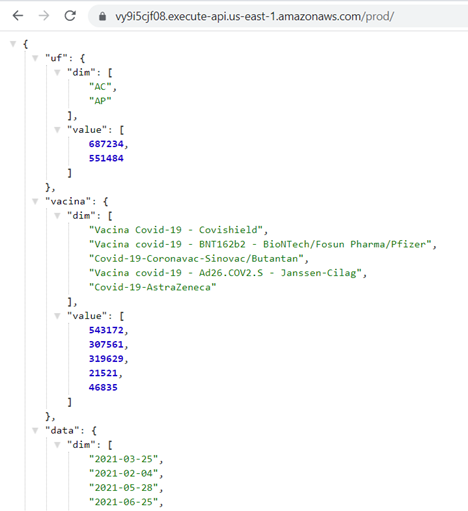 vy9i5cjf08.execute-api.us-east-1.amazonaws.com/prod/
{
"uf": {
"dim": [
"AC",
"AP"
],
"value": [
687234,
551484
]
},
"vacina": {
"dim": [
"Vacina Covid-19 - Covishield",
"Vacina covid-19 - BNT162b2 - BioNTech/Fosun Pharma/Pfizer",
"Covid-19-Coronavac-Sinovac/Butantan",
"Vacina covid-19 - Ad26.COV2.S - Janssen-Cilag",
"Covid-19-AstraZeneca"
],
"value": [
543172,
307561,
319629,
21521,
46835
]
},
"data": {
"dim": [
"2021-03-25",
"2021-02-04",
"2021-05-28",
"2021-06-25",